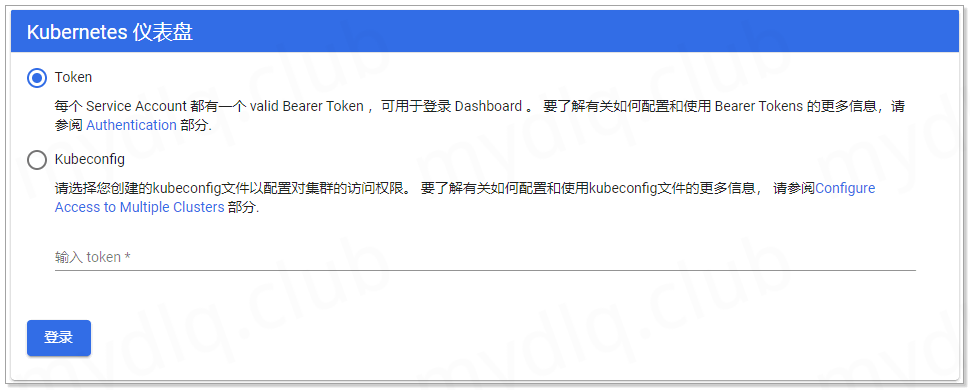 Kubernetes 仪表盘
Token
每个 Service Account 都有一个 valid Bearer Token ，可用于登录 Dashboard 。 要了解有关如何配置和使用 Bearer Tokens 的更多信息，请
参阅 Authentication 部分.
Kubeconfig
请选择您创建的kubeconfig文件以配置对集群的访问权限。 要了解有关如何配置和使用kubeconfig文件的更多信息， 请参阅Configure
Access to Multiple Clusters 部分.
输入 token *
登录
mydlq.club
mydlq.club
mydlq.club
mydlq.club